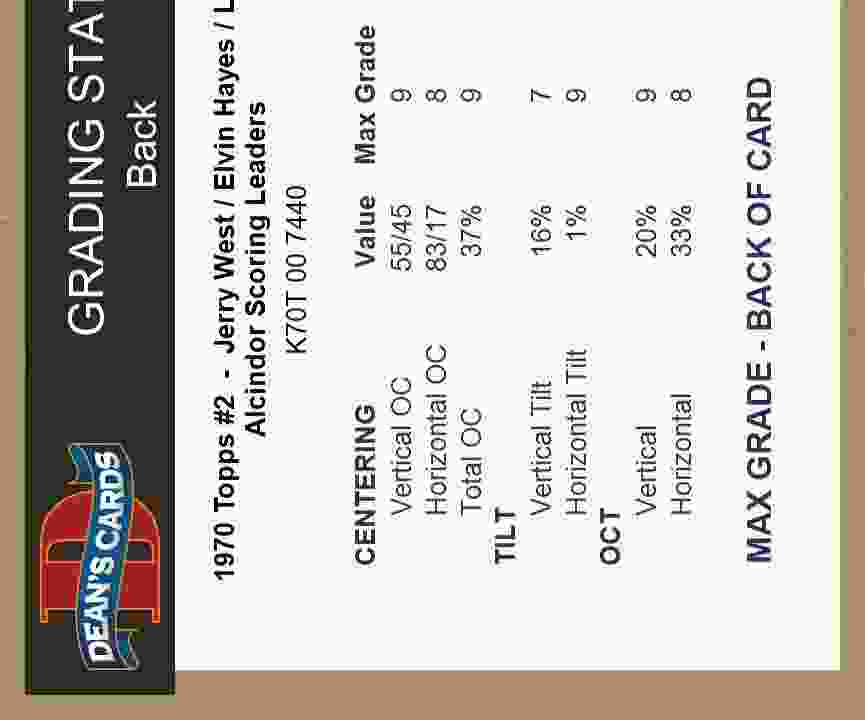 DEAN'S CARDS
GRADING STAT
Back
1970 Topps #2 - Jerry West / Elvin Hayes / L
Alcindor Scoring Leaders
K70T 00 7440
CENTERING Value Max Grade
Vertical OC 55/45 9
Horizontal OC 83/17 8
Total OC 37% 9
TILT
Vertical Tilt 16% 7
Horizontal Tilt 1% 9
OCT
Vertical 20% 9
Horizontal 33% 8
MAX GRADE - BACK OF CARD